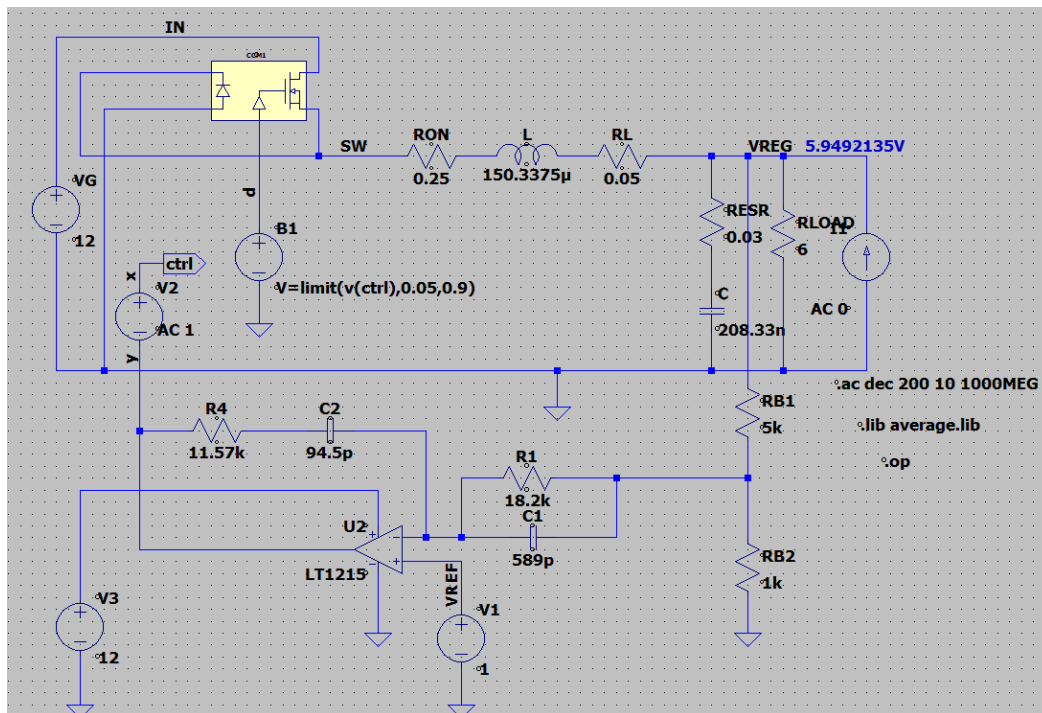 IN
COM1
SW
RON
0.25
L
150.3375µ
RL
0.05
VREG 5.9492135V
VG
12
d
B1
V=limit(v(ctrl),0.05,0.9)
RESR
0.03
RLOAD
6
I1
AC 0
C
208.33n
ctrl
x
V2
AC 1
y
.ac dec 200 10 1000MEG
.lib average.lib
.op
RB1
5k
R4
11.57k
C2
94.5p
R1
18.2k
C1
589p
U2
LT1215
RB2
1k
VREF
V3
12
V1
1